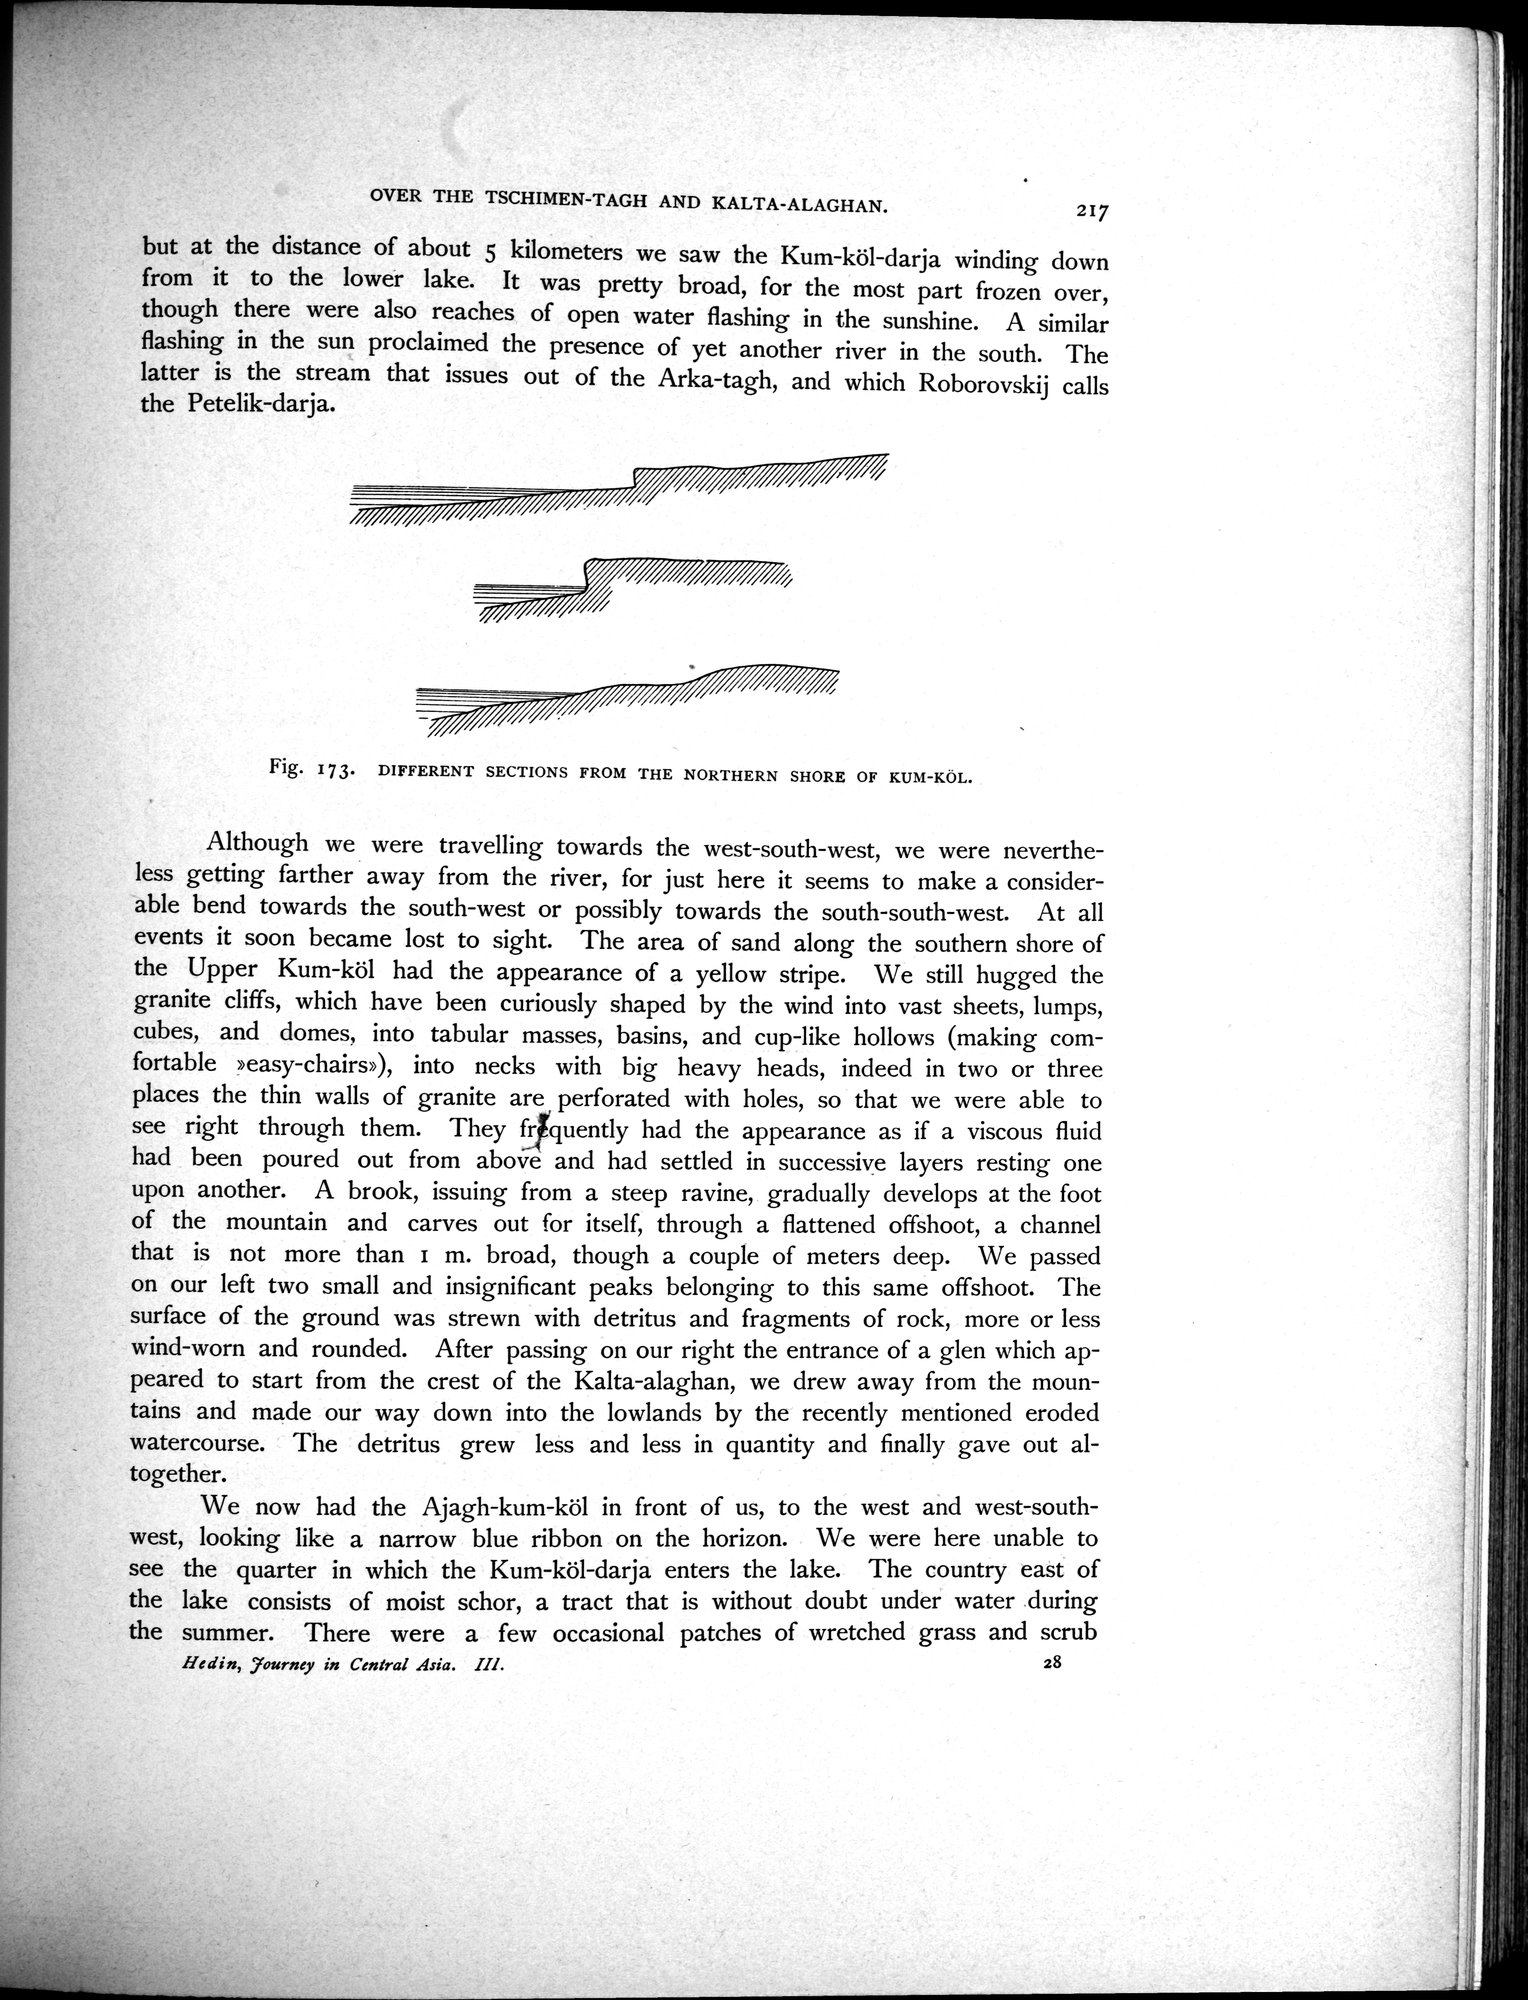 OVER THE TSCHIMEN-TAGH AND KALTA-ALAGHAN. 217
but at the distance of about 5 kilometers we saw the Kum-köl-darja winding down
from it to the lower lake. It was pretty broad, for the most part frozen over,
though there were also reaches of open water flashing in the sunshine. A similar
flashing in the sun proclaimed the presence of yet another river in the south. The
latter is the stream that issues out of the Arka-tagh, and which Roborovskij calls
the Petelik-darja.
Fig. 173. DIFFERENT SECTIONS FROM THE NORTHERN SHORE OF KUM-KÖL.
Although we were travelling towards the west-south-west, we were neverthe-
less getting farther away from the river, for just here it seems to make a consider-
able bend towards the south-west or possibly towards the south-south-west. At all
events it soon became lost to sight. The area of sand along the southern shore of
the Upper Kum-köl had the appearance of a yellow stripe. We still hugged the
granite cliffs, which have been curiously shaped by the wind into vast sheets, lumps,
cubes, and domes, into tabular masses, basins, and cup-like hollows (making com-
fortable »easy-chairs»), into necks with big heavy heads, indeed in two or three
places the thin walls of granite are perforated with holes, so that we were able to
see right through them. They frequently had the appearance as if a viscous fluid
had been poured out from above and had settled in successive layers resting one
upon another. A brook, issuing from a steep ravine, gradually develops at the foot
of the mountain and carves out for itself, through a flattened offshoot, a channel
that is not more than 1 m. broad, though a couple of meters deep. We passed
on our left two small and insignificant peaks belonging to this same offshoot. The
surface of the ground was strewn with detritus and fragments of rock, more or less
wind-worn and rounded. After passing on our right the entrance of a glen which ap-
peared to start from the crest of the Kalta-alaghan, we drew away from the moun-
tains and made our way down into the lowlands by the recently mentioned eroded
watercourse. The detritus grew less and less in quantity and finally gave out al-
together.
We now had the Ajagh-kum-köl in front of us, to the west and west-south-
west, looking like a narrow blue ribbon on the horizon. We were here unable to
see the quarter in which the Kum-köl-darja enters the lake. The country east of
the lake consists of moist schor, a tract that is without doubt under water during
the summer. There were a few occasional patches of wretched grass and scrub
Hedin, Journey in Central Asia. III. 28